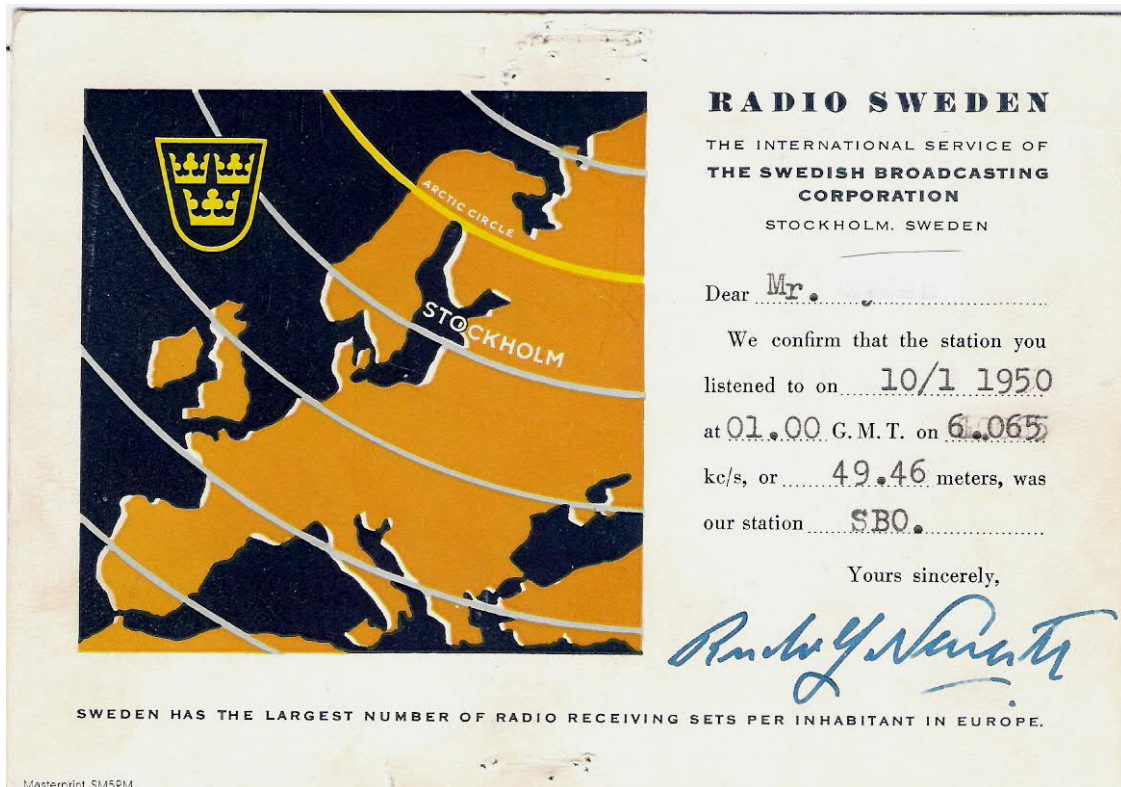 ARCTIC CIRCLE
STOCKHOLM
RADIO SWEDEN
THE INTERNATIONAL SERVICE OF
THE SWEDISH BROADCASTING
CORPORATION
STOCKHOLM, SWEDEN
Dear Mr.
We confirm that the station you
listened to on 10/1 1950
at 01.00 G.M.T. on 6.065
kc/s, or 49.46 meters, was
our station SBO.
Yours sincerely,
SWEDEN HAS THE LARGEST NUMBER OF RADIO RECEIVING SETS PER INHABITANT IN EUROPE.
Masterprint